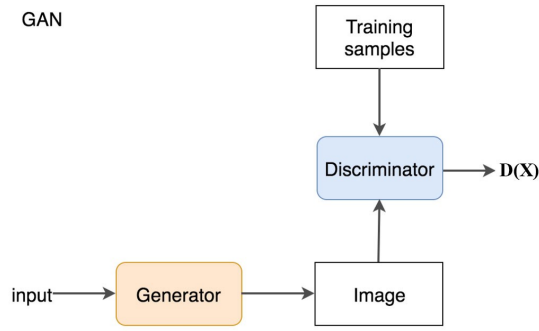 GAN
Training
samples
Discriminator
D(X)
input
Generator
Image